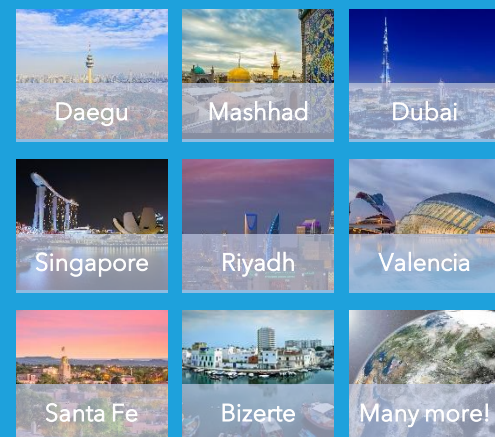 Daegu
Mashhad
Dubai
Singapore
Riyadh
Valencia
Santa Fe
Bizerte
Many more!